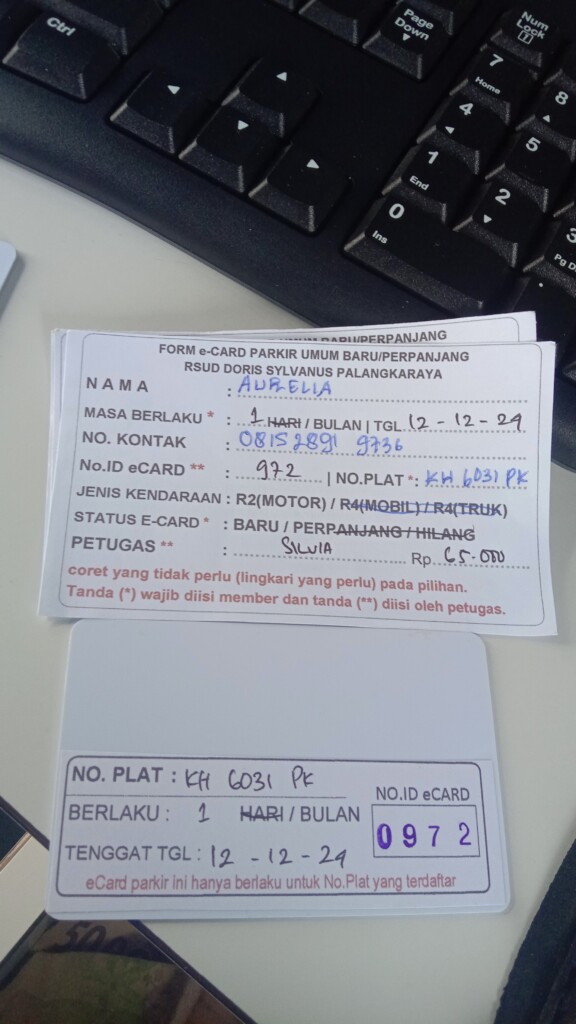 Ctrl
Page
Down
Num
Lock
7
Home
8
4
5
1
End
2
3
Pg D
0
Ins
BARU/PERPANJANG
FORM e-CARD PARKIR UMUM BARU/PERPANJANG
RSUD DORIS SYLVANUS PALANGKARAYA
NAMA : AURELIA
MASA BERLAKU * : 1 HARI / BULAN | TGL 12 - 12 - 24
NO. KONTAK : 0815 2891 9736
No.ID eCARD ** : 972 | NO.PLAT *: KH 6031 PK
JENIS KENDARAAN : R2(MOTOR) / R4(MOBIL) / R4(TRUK)
STATUS E-CARD * : BARU / PERPANJANG / HILANG
PETUGAS ** : SILVIA Rp. 65.000
coret yang tidak perlu (lingkari yang perlu) pada pilihan.
Tanda (*) wajib diisi member dan tanda (**) diisi oleh petugas.
NO. PLAT : KH 6031 PK
NO.ID eCARD
BERLAKU : 1 HARI / BULAN
0972
TENGGAT TGL : 12 - 12 - 24
eCard parkir ini hanya berlaku untuk No.Plat yang terdaftar